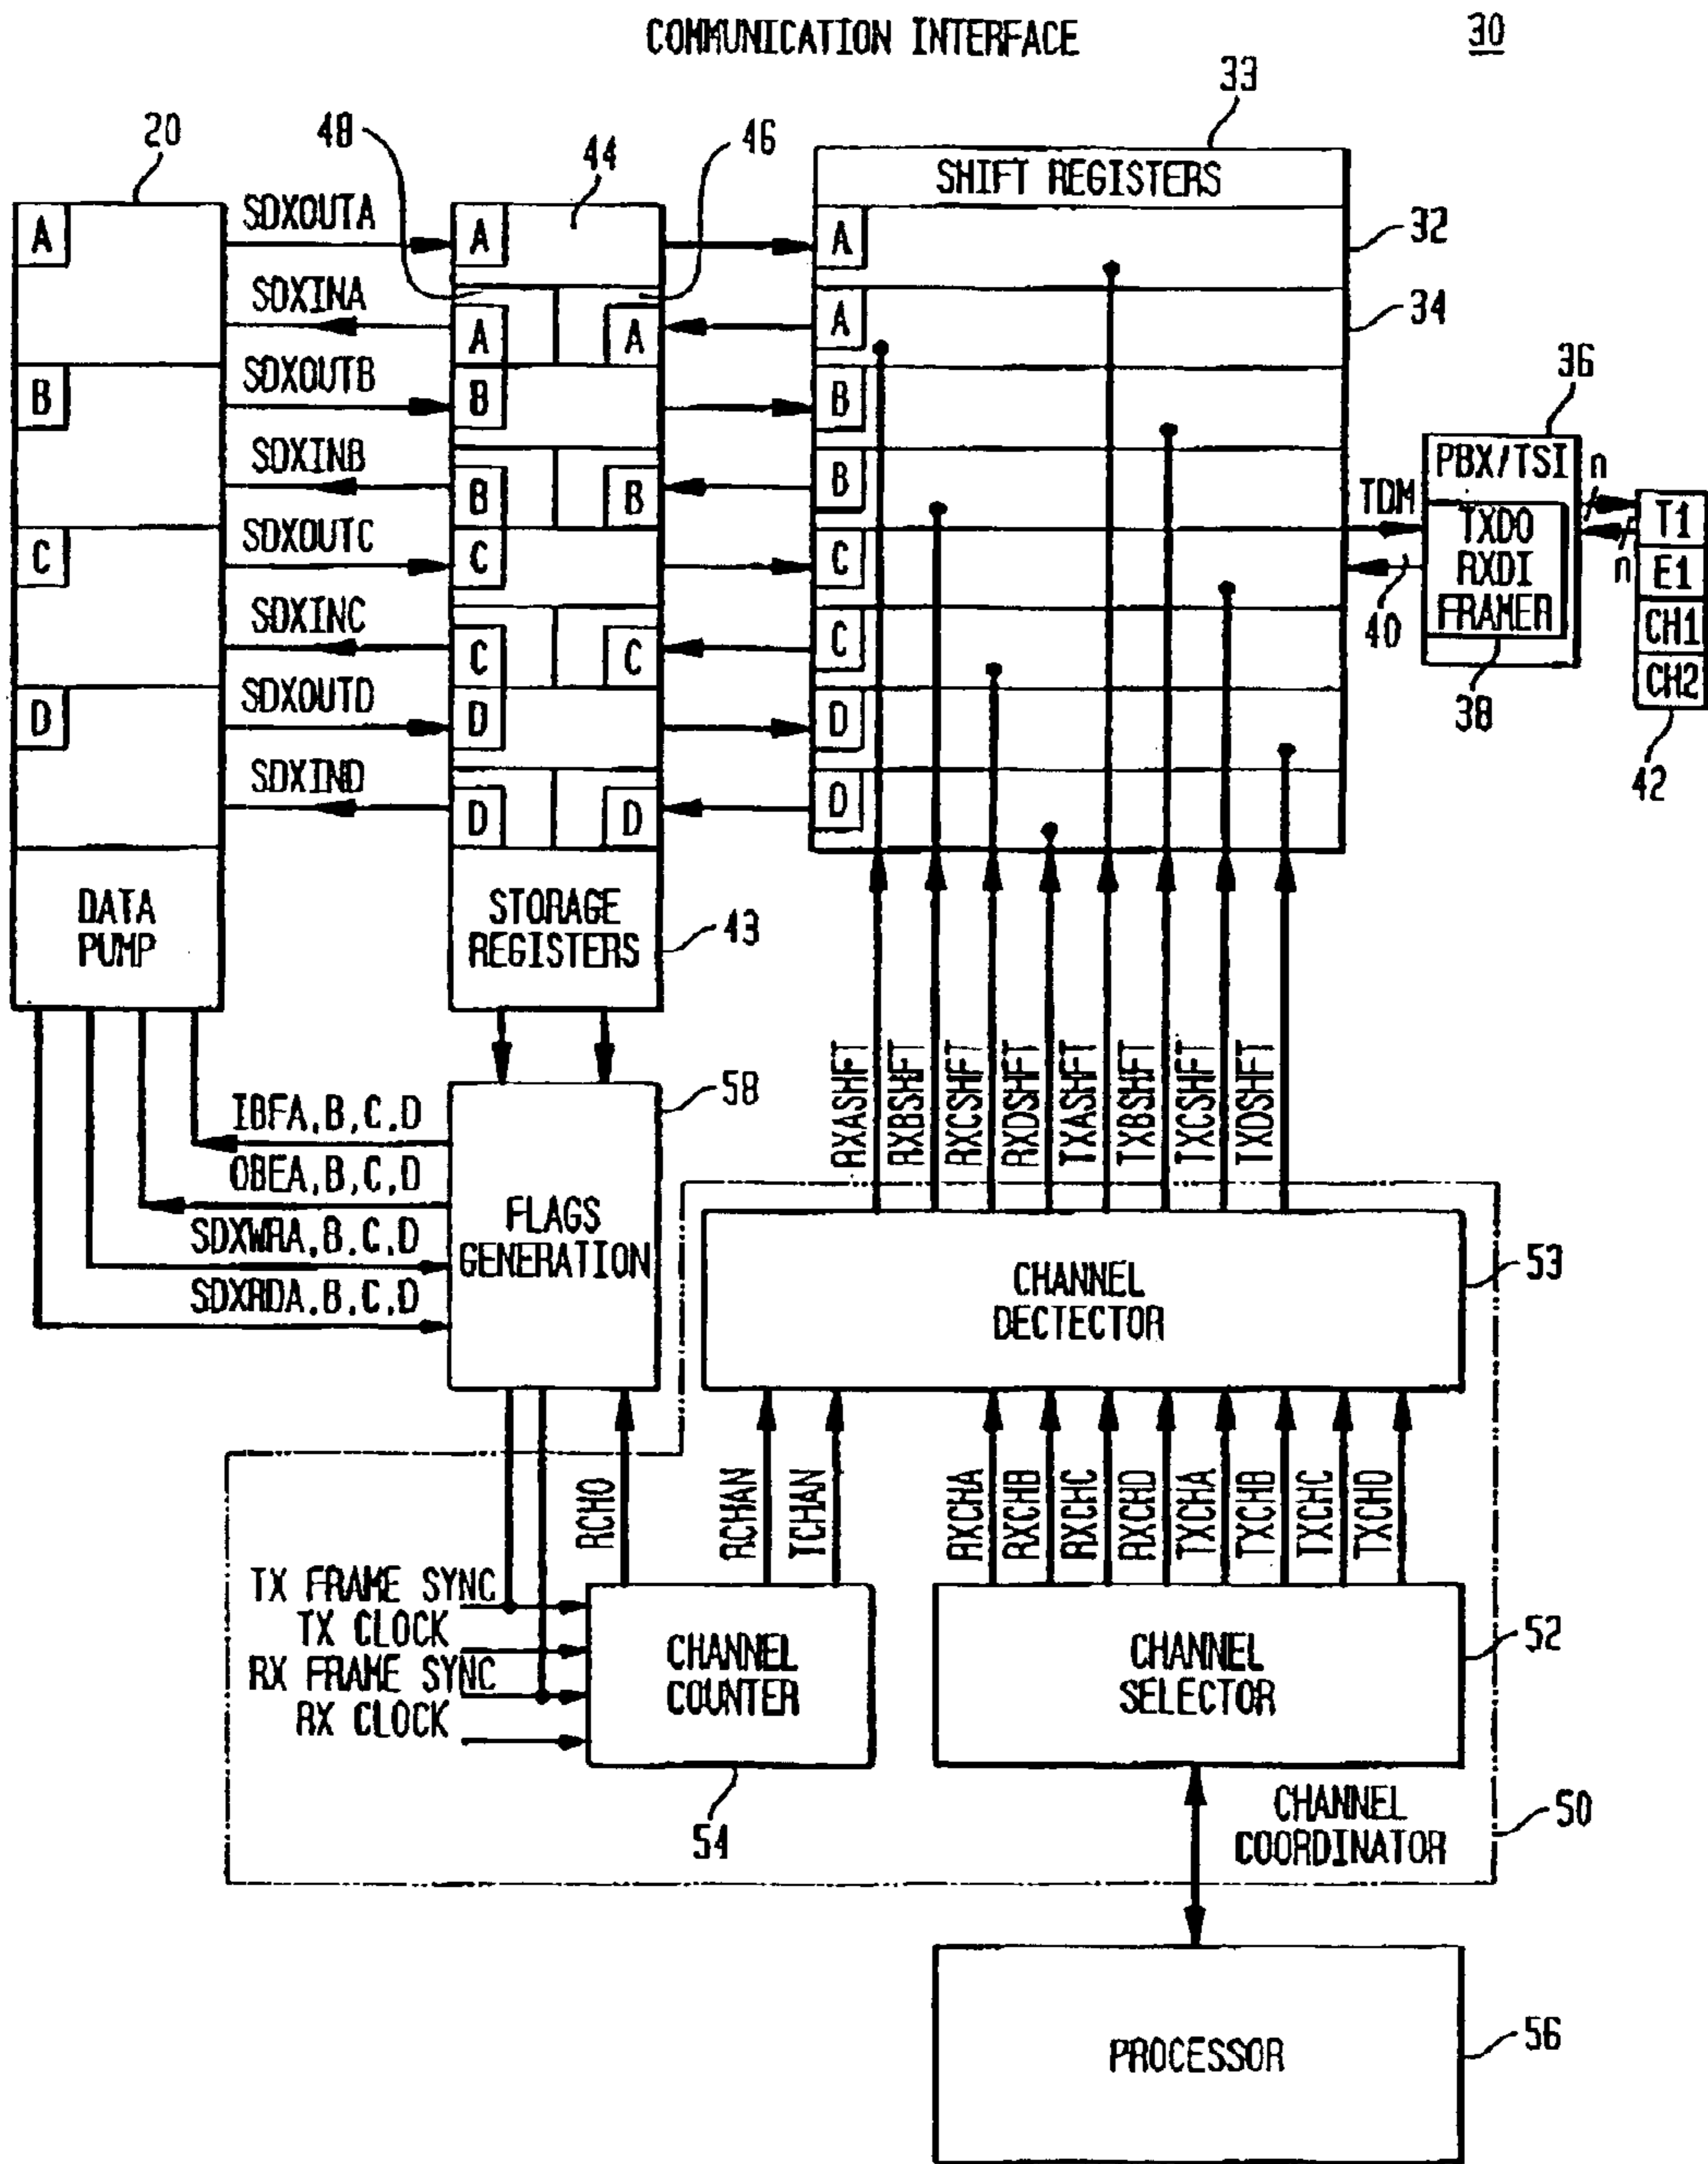 COMMUNICATION INTERFACE
30
33
20
48
44
46
SHIFT REGISTERS
A
SDXOUTA
A
A
32
SDXINA
A
A
A
34
B
SDXOUTB
B
B
36
SDXINB
B
B
B
PBX/TSI
n
TDM
T1
C
SDXOUTC
C
C
TXDO
RXDI
FRAMER
n
E1
40
CH1
SDXINC
C
C
C
CH2
38
42
D
SDXOUTD
D
D
SDXIND
D
D
D
DATA
PUMP
STORAGE
REGISTERS
43
RXASHFT
RXBSHFT
RXCSHFT
RXDSHFT
TXASHFT
TXBSHFT
TXCSHFT
TXDSHFT
58
IBFA,B,C,D
OBEA,B,C,D
SDXWRA,B,C,D
SDXRDA,B,C,D
FLAGS
GENERATION
CHANNEL
DECTECTOR
53
RCHO
RCHAN
TCHAN
RXCHA
RXCHB
RXCHC
RXCHD
TXCHA
TXCHB
TXCHC
TXCHD
TX FRAME SYNC
TX CLOCK
RX FRAME SYNC
RX CLOCK
CHANNEL
COUNTER
54
CHANNEL
SELECTOR
52
CHANNEL
COORDINATOR
50
PROCESSOR
56